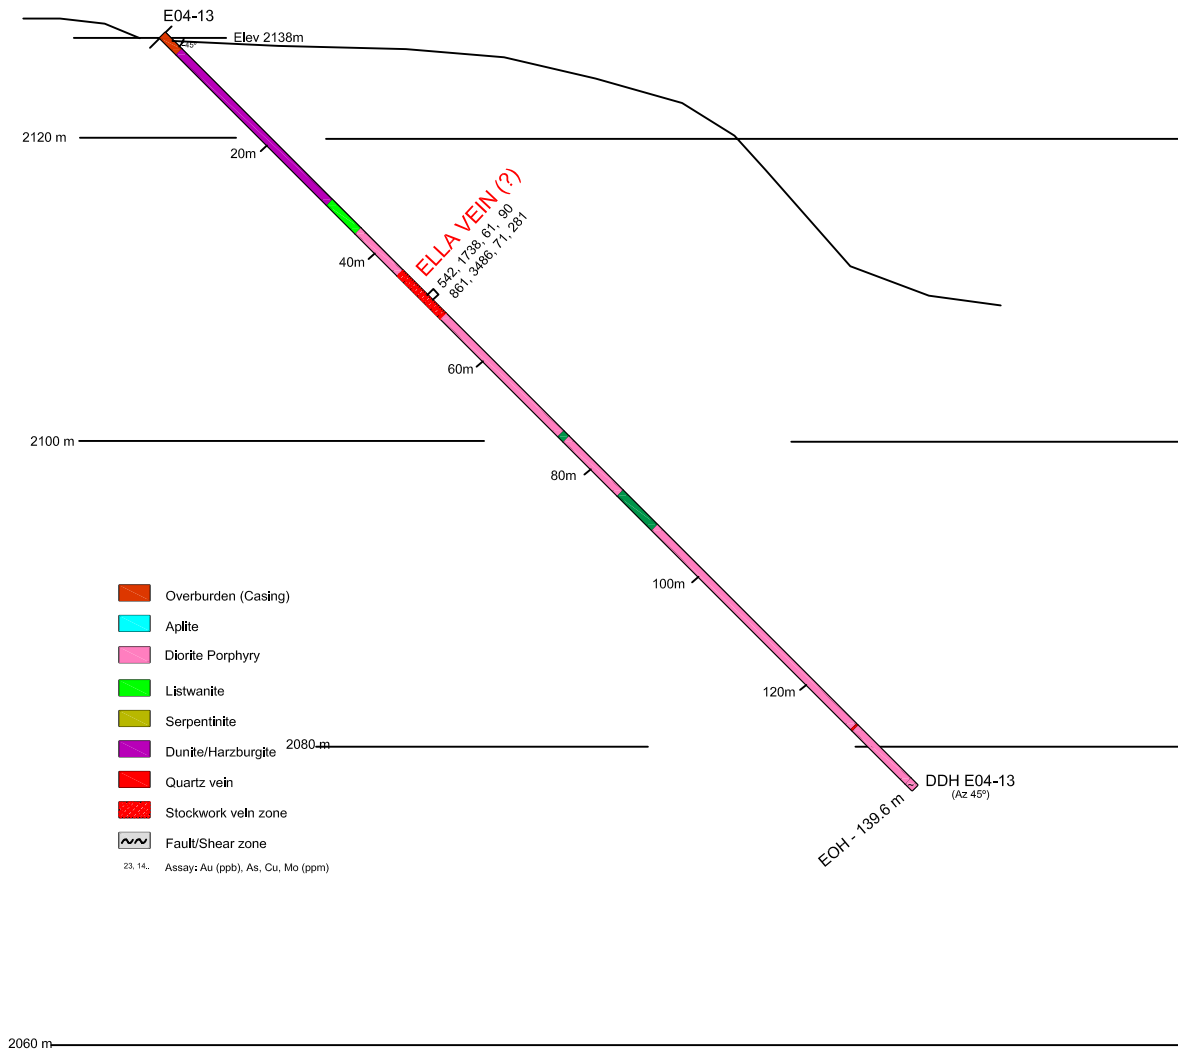 E04-13
Elev 2138m
45°
2120 m
20m
ELLA VEIN (?)
542, 1738, 61, 90
861, 3486, 71, 281
40m
60m
2100 m
80m
100m
Overburden (Casing)
Aplite
Diorite Porphyry
Listwanite
Serpentinite
Dunite/Harzburgite
Quartz vein
Stockwork vein zone
Fault/Shear zone
23, 14.. Assay: Au (ppb), As, Cu, Mo (ppm)
120m
2080 m
DDH E04-13
(Az 45°)
EOH - 139.6 m
2060 m